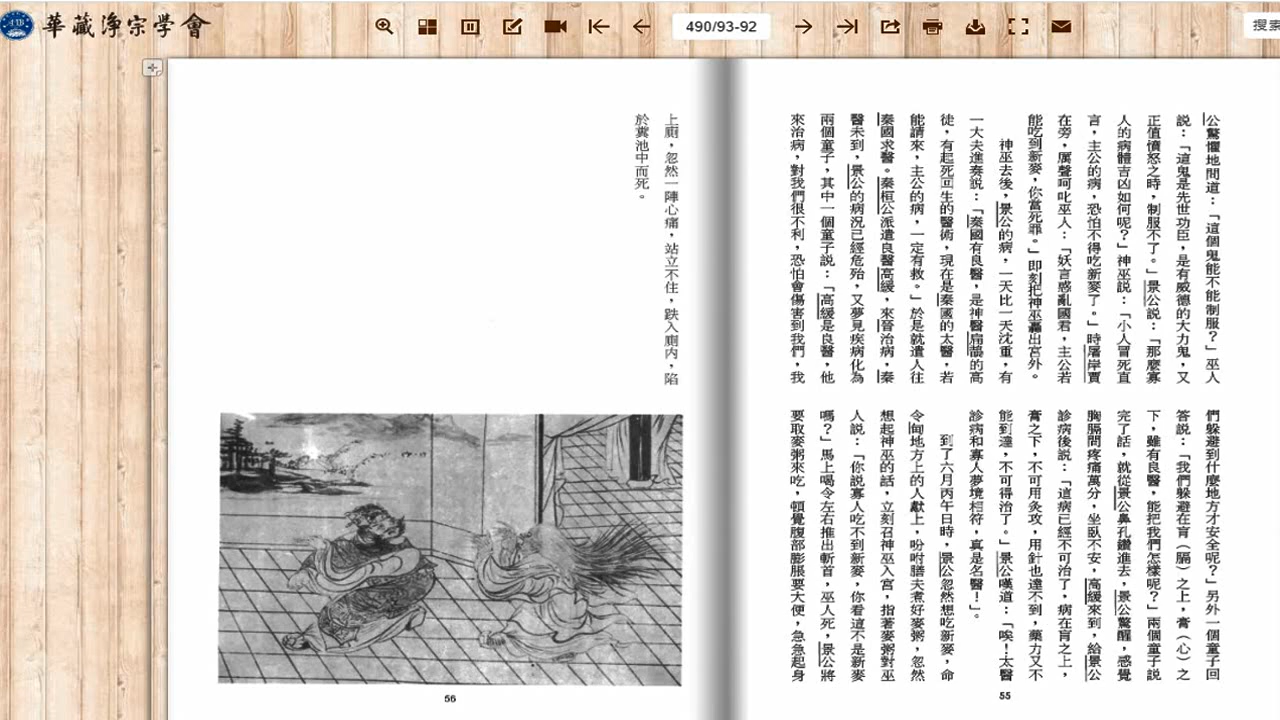 華藏淨宗學會
490/93-92
搜索
公驚懼地問道：「這個鬼能不能制服？」巫人
說：「這鬼是先世功臣，是有威德的大力鬼，又
正值憤怒之時，制服不了。」景公說：「那麼寡
人的病體吉凶如何呢？」神巫說：「小人冒死直
言，主公的病，恐怕不得吃新麥了。」時屠岸賈
在旁，厲聲呵叱巫人：「妖言惑亂國君，主公若
能吃到新麥，你當死罪。」即刻把神巫轟出宮外。
神巫去後，景公的病，一天比一天沈重，有
一大夫進奏說：「秦國有良醫，是神醫扁鵲的高
徒，有起死回生的醫術，現在是秦國的太醫，若
能請來，主公的病，一定有救。」於是就遣人往
秦國求醫。秦桓公派遣良醫高緩，來晉治病，秦
醫未到，景公的病況已經危殆，又夢見疾病化為
兩個童子，其中一個童子說：「高緩是良醫，他
來治病，對我們很不利，恐怕會傷害到我們，我
們躲避到什麼地方才安全呢？」另外一個童子回
答說：「我們躲避在肓（膈）之上，膏（心）之
下，雖有良醫，能把我們怎樣呢？」兩個童子說
完了話，就從景公鼻孔鑽進去，景公驚醒，感覺
胸膈間疼痛萬分，坐臥不安，高緩來到，給景公
診病後說：「這病已經不可治了，病在肓之上，
膏之下，不可用灸攻，用針也達不到，藥力又不
能到達，不可得治了。」景公嘆道：「唉！太醫
診病和寡人夢境相符，真是名醫！」。
到了六月丙午日時，景公忽然想吃新麥，命
令甸地方上的人獻上，吩咐膳夫煮好麥粥，忽然
想起神巫的話，立刻召神巫入宮，指著麥粥對巫
人說：「你說寡人吃不到新麥，你看這不是新麥
嗎？」馬上喝令左右推出斬首，巫人死，景公將
要取麥粥來吃，頓覺腹部膨脹要大便，急急起身
55
上廁，忽然一陣心痛，站立不住，跌入廁內，陷
於糞池中而死。
56